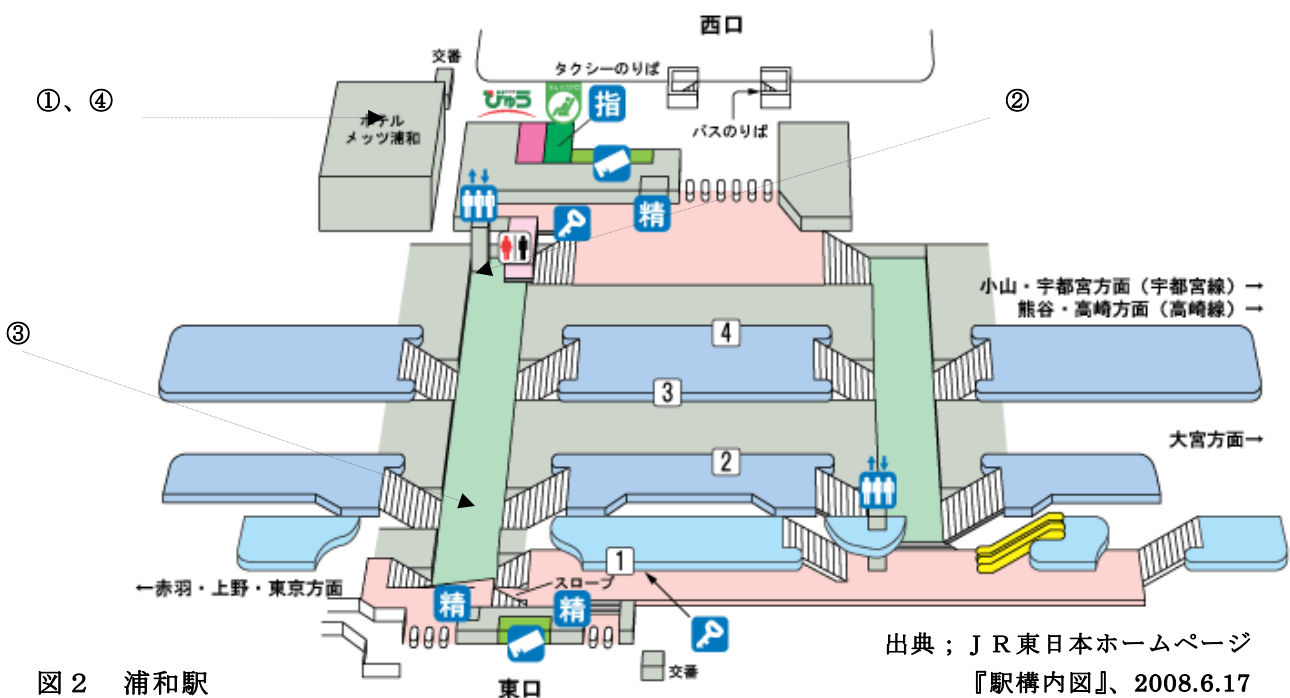 西口
交番
タクシーのりば
①、④
びゅう
指
②
ホテル
メッツ浦和
バスのりば
精
小山・宇都宮方面（宇都宮線）→
熊谷・高崎方面（高崎線）→
③
4
3
大宮方面→
2
1
←赤羽・上野・東京方面
スロープ
精
精
出典；ＪＲ東日本ホームページ
交番
図２　浦和駅
東口
『駅構内図』、2008.6.17